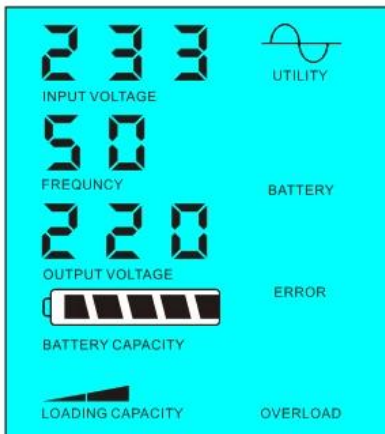 233
UTILITY
INPUT VOLTAGE
50
FREQUNCY
BATTERY
220
OUTPUT VOLTAGE
ERROR
BATTERY CAPACITY
LOADING CAPACITY
OVERLOAD